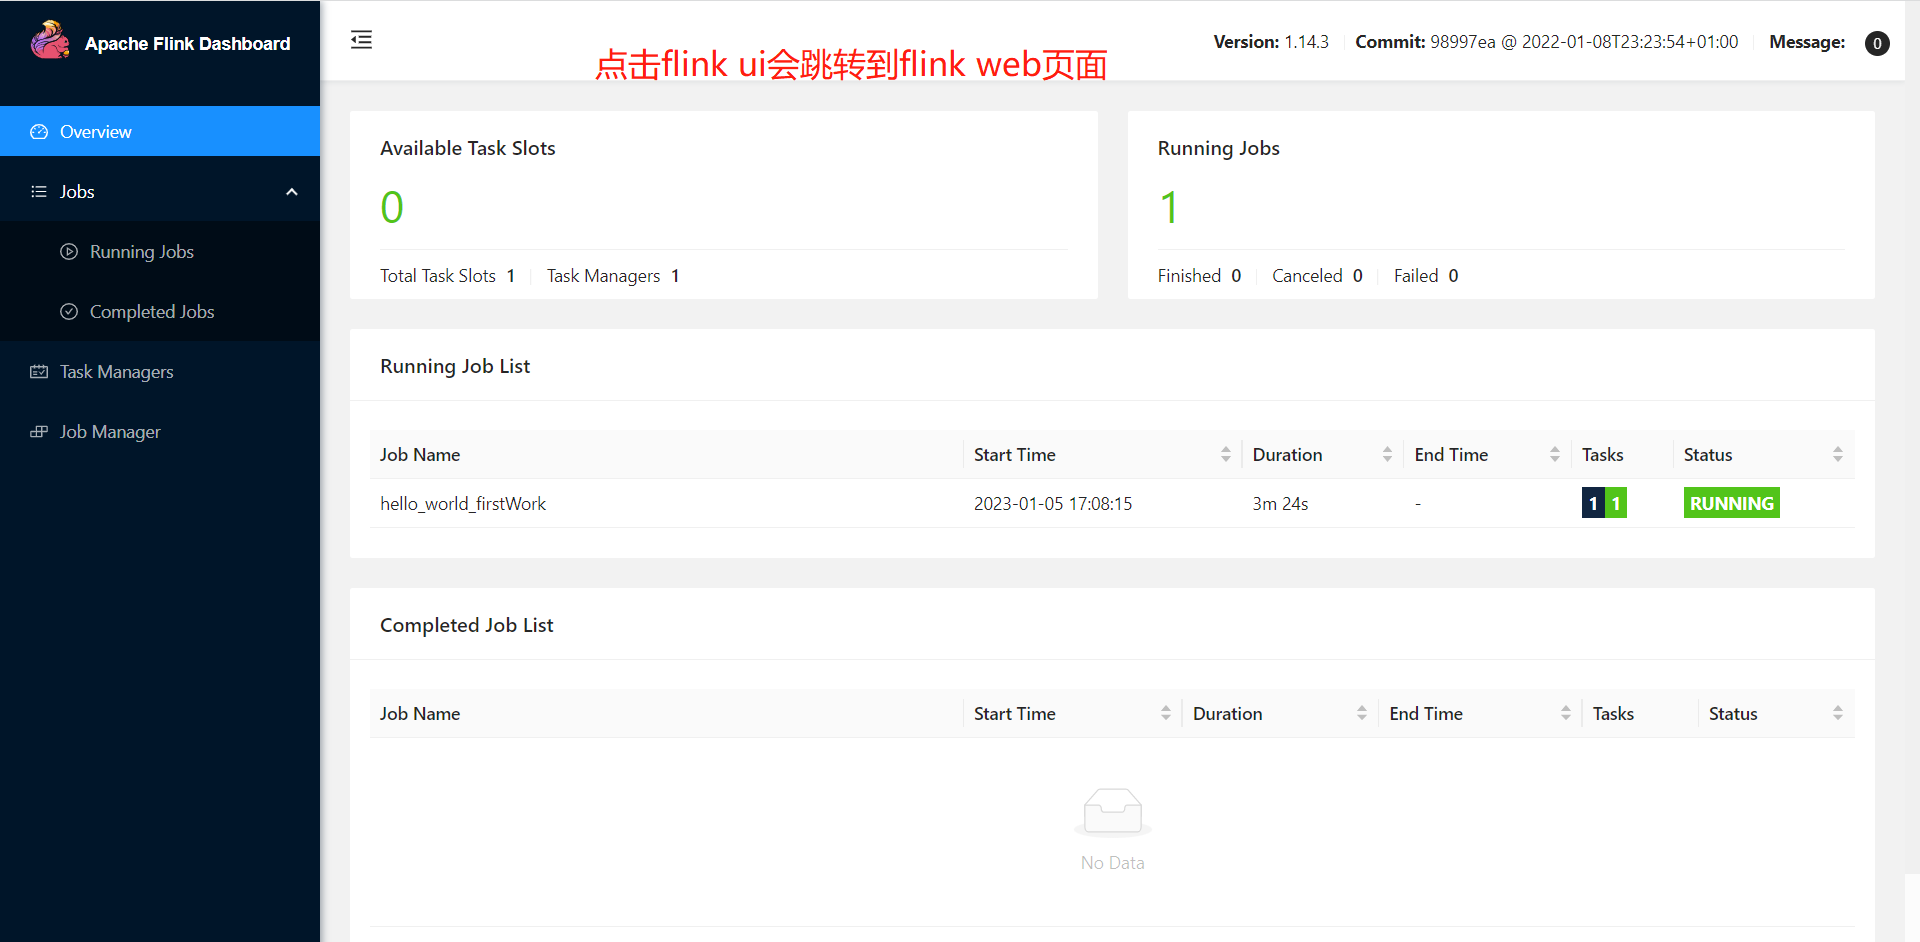 Apache Flink Dashboard
点击flink ui会跳转到flink web页面
Version: 1.14.3 Commit: 98997ea @ 2022-01-08T23:23:54+01:00 Message: 0
Overview
Jobs
Running Jobs
Completed Jobs
Task Managers
Job Manager
Available Task Slots
0
Total Task Slots 1 Task Managers 1
Running Jobs
1
Finished 0 Canceled 0 Failed 0
Running Job List
Job Name Start Time Duration End Time Tasks Status
hello_world_firstWork 2023-01-05 17:08:15 3m 24s - 1 1 RUNNING
Completed Job List
Job Name Start Time Duration End Time Tasks Status
No Data